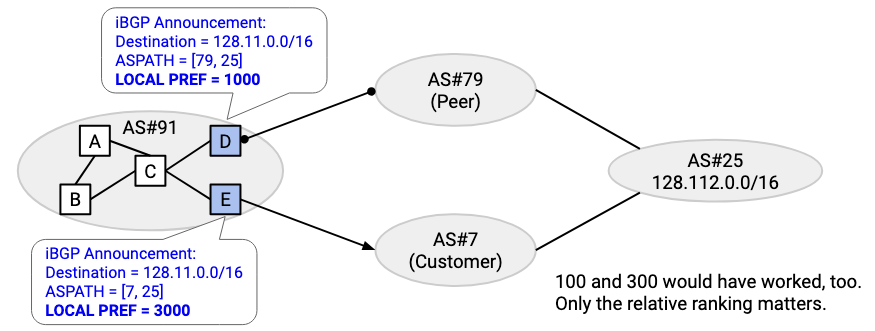 iBGP Announcement:
Destination = 128.11.0.0/16
ASPATH = [79, 25]
LOCAL PREF = 1000
AS#79
(Peer)
AS#91
A
D
C
B
E
AS#25
128.112.0.0/16
AS#7
(Customer)
iBGP Announcement:
Destination = 128.11.0.0/16
ASPATH = [7, 25]
LOCAL PREF = 3000
100 and 300 would have worked, too.
Only the relative ranking matters.